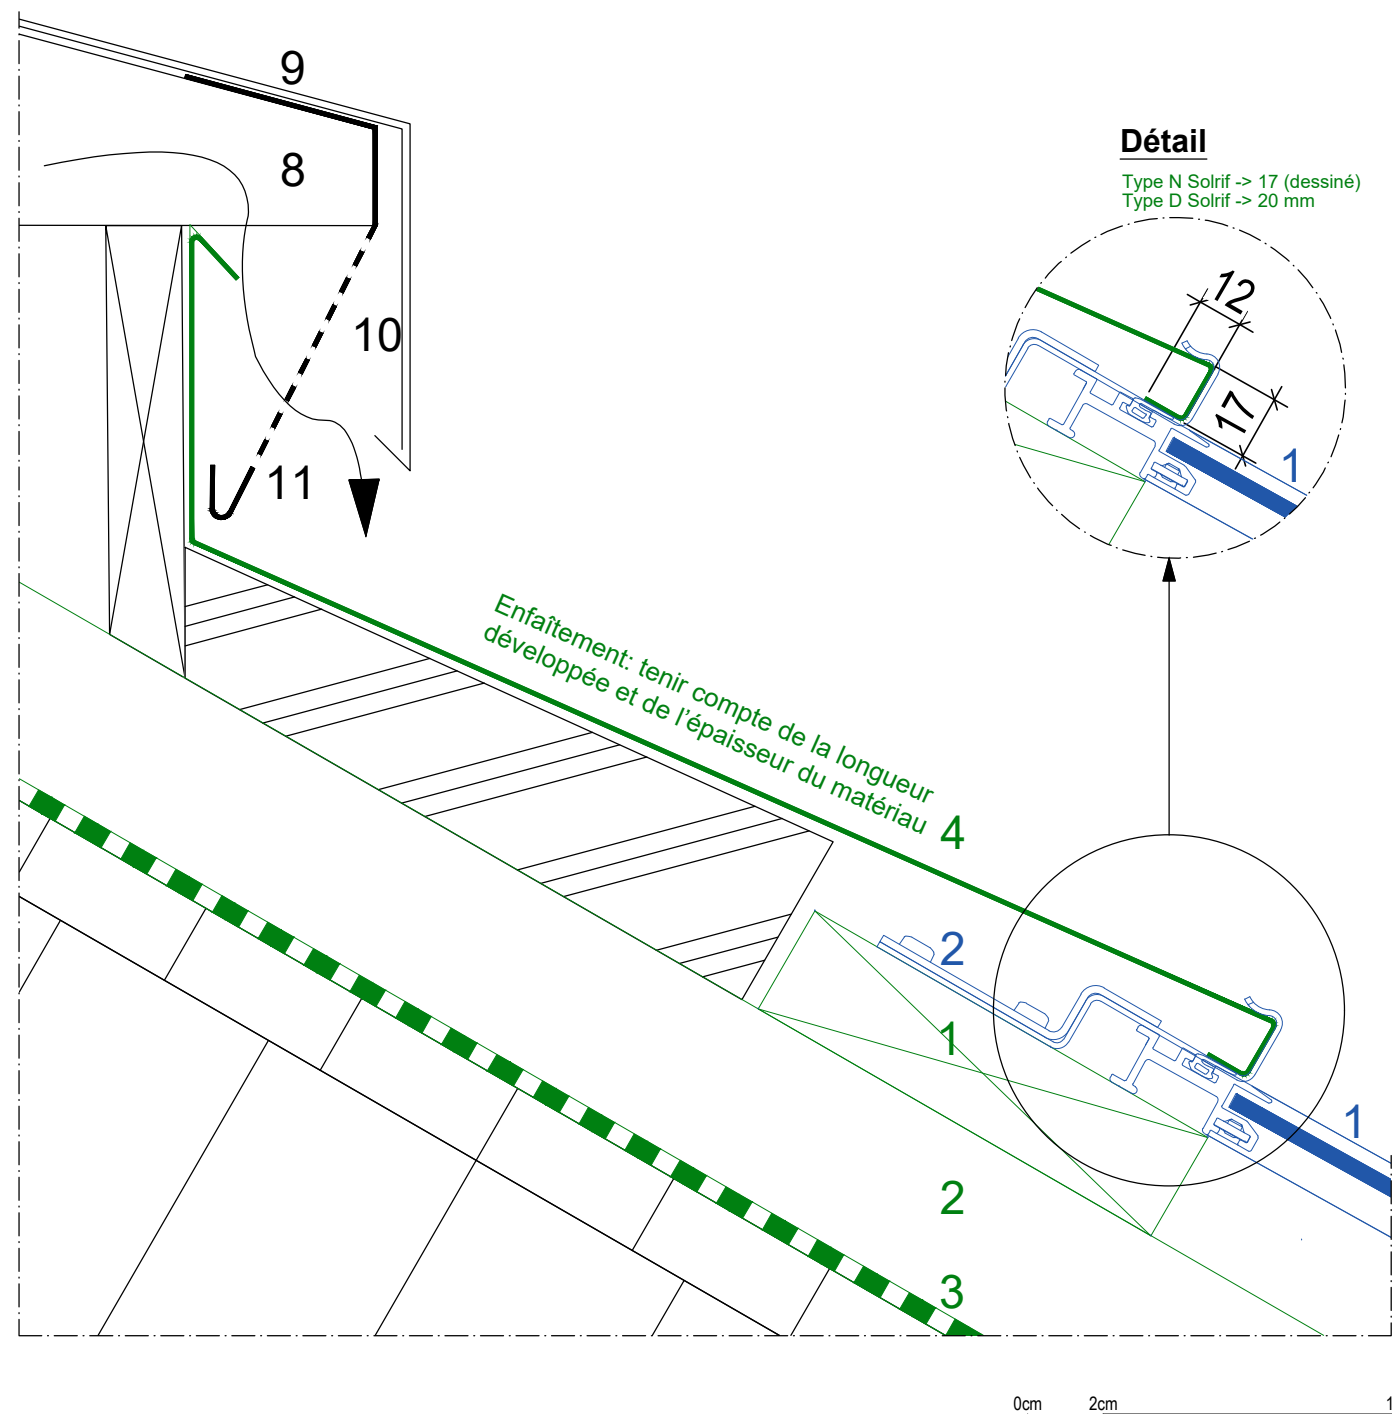 9
8
10
11
Détail
Type N Solrif -> 17 (dessiné)
Type D Solrif -> 20 mm
12
17
1
Enfaîtement: tenir compte de la longueur
développée et de l'épaisseur du matériau
4
2
1
1
2
3
0cm 2cm 1